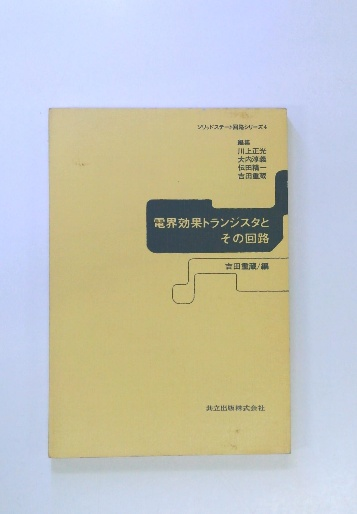 ソリッドステート回路シリーズ4
編集
川上正光
大内淳義
伝田精一
吉田重蔵
電界効果トランジスタと
その回路
吉田重蔵/編
共立出版株式会社